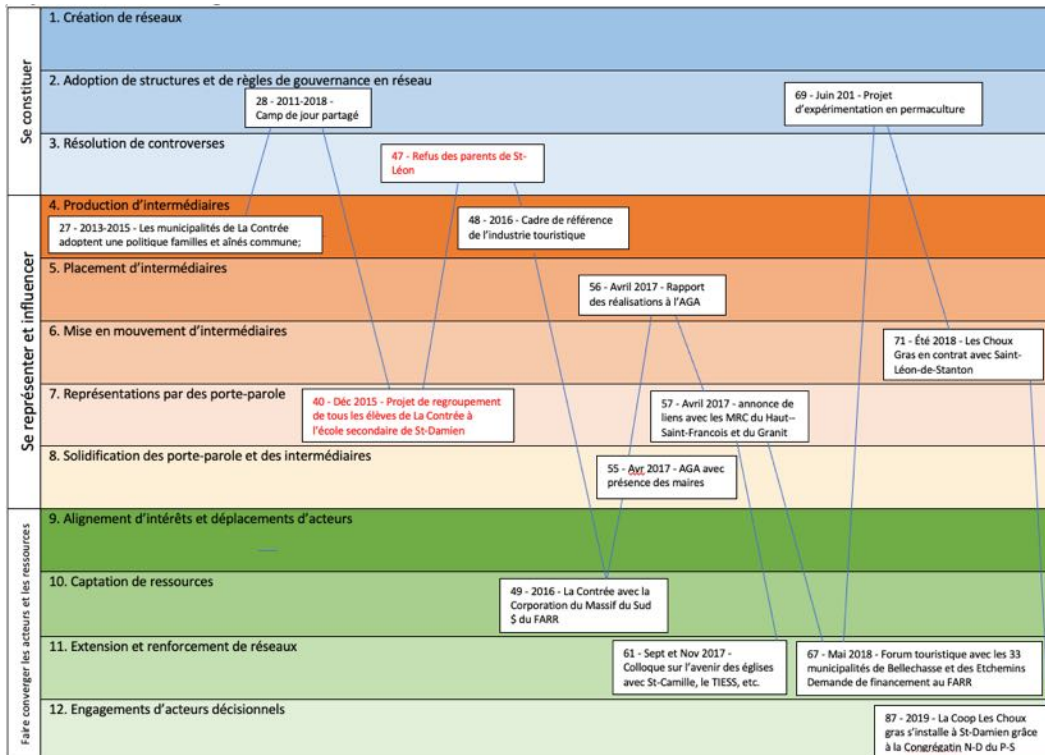 Se constituer
1. Création de réseaux
2. Adoption de structures et de règles de gouvernance en réseau
28 - 2011-2018 -
Camp de jour partagé
69 - Juin 201 - Projet
d'expérimentation en permaculture
3. Résolution de controverses
47 - Refus des parents de St-
Léon
Se représenter et influencer
4. Production d'intermédiaires
27 - 2013-2015 - Les municipalités de La Contrée
adoptent une politique familles et aînés commune;
48 - 2016 - Cadre de référence
de l'industrie touristique
5. Placement d'intermédiaires
56 - Avril 2017 - Rapport
des réalisations à l'AGA
6. Mise en mouvement d'intermédiaires
71 - Été 2018 - Les Choux
Gras en contrat avec Saint-
Léon-de-Stanton
7. Représentations par des porte-parole
40 - Déc 2015 - Projet de regroupement
de tous les élèves de La Contrée à
l'école secondaire de St-Damien
57 - Avril 2017 - annonce de
liens avec les MRC du Haut--
Saint-Francois et du Granit
8. Solidification des porte-parole et des intermédiaires
55 - Avr 2017 - AGA avec
présence des maires
Faire converger les acteurs et les ressources
9. Alignement d'intérêts et déplacements d'acteurs
10. Captation de ressources
49 - 2016 - La Contrée avec la
Corporation du Massif du Sud
$ du FARR
11. Extension et renforcement de réseaux
61 - Sept et Nov 2017 -
Colloque sur l'avenir des églises
avec St-Camille, le TIESS, etc.
67 - Mai 2018 - Forum touristique avec les 33
municipalités de Bellechasse et des Etchemins
Demande de financement au FARR
12. Engagements d'acteurs décisionnels
87 - 2019 - La Coop Les Choux
gras s'installe à St-Damien grâce
à la Congrégatin N-D du P-S